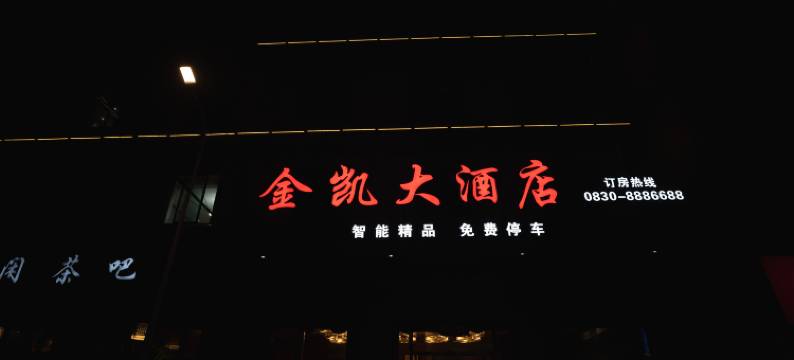 金凯大酒店
智能精品 免费停车
订房热线
0830-8886688
茶吧